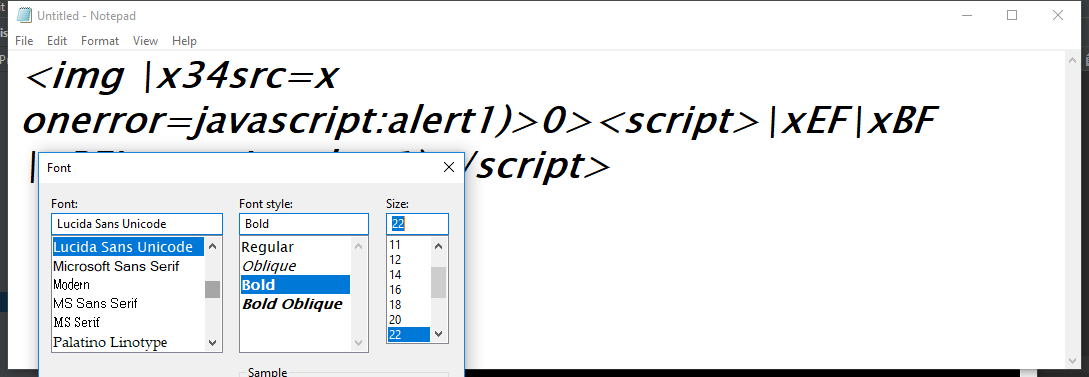 Untitled - Notepad
File Edit Format View Help
<img |x34src=x
onerror=javascript:alert1)>0><script>|xEF|xBF
/script>
Font
Font: Font style: Size:
Lucida Sans Unicode Bold 22
Lucida Sans Unicode Regular 11
Microsoft Sans Serif Oblique 12
Modern Bold 14
MS Sans Serif Bold Oblique 16
MS Serif 18
Palatino Linotype 20
22
Sample